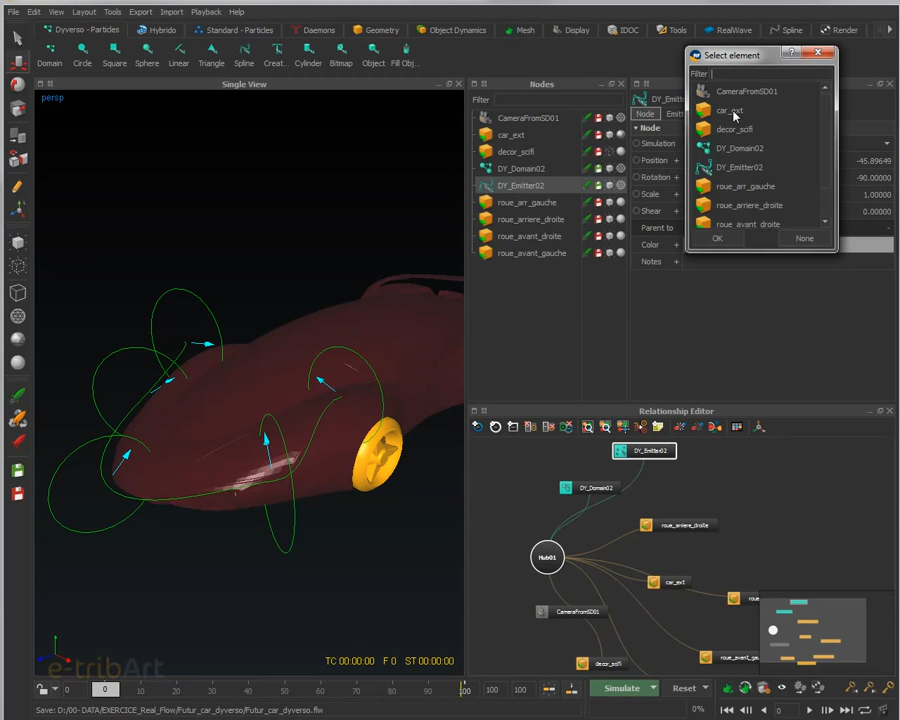 File Edit Layout Tools Export Import Playback Help
Dyverso - Particles Hybrido Standard - Particles Daemons Geometry Object Dynamics Mesh Display IDOC RealWave Spline
Domain Circle Square Sphere Linear Triangle Spline Creat... Cylinder Bitmap Object Fill Obj...
Single View
persp
TC 00:00:00 F 0 ST 00:00:00
e-tribArt
Nodes
Filter
CameraFromSD01
car_ext
decor_scifi
DY_Domain02
DY_Emitter02
roue_arr_gauche
roue_arriere_droite
roue_avant_droite
roue_avant_gauche
Node
Node
Simulation
Position -45.89649
Rotation -90.00000
Scale 1.00000
Shear 0.00000
Parent to
Color
Notes
Select element
Filter
CameraFromSD01
car_ext
decor_scifi
DY_Domain02
DY_Emitter02
roue_arr_gauche
roue_arriere_droite
roue_avant_droite
OK None
Relationship Editor
DY_Emitter02
DY_Domain02
roue_arriere_droite
Hub01
car_ext
CameraFromSD01
decor_scifi
0 0 10 20 30 40 50 60 70 80 90 100 100 100
Simulate Reset
Save: D:/00- DATA/EXERCICE_Real_Flow/Futur_car_dyverso/Futur_car_dyverso.flw
0% 0